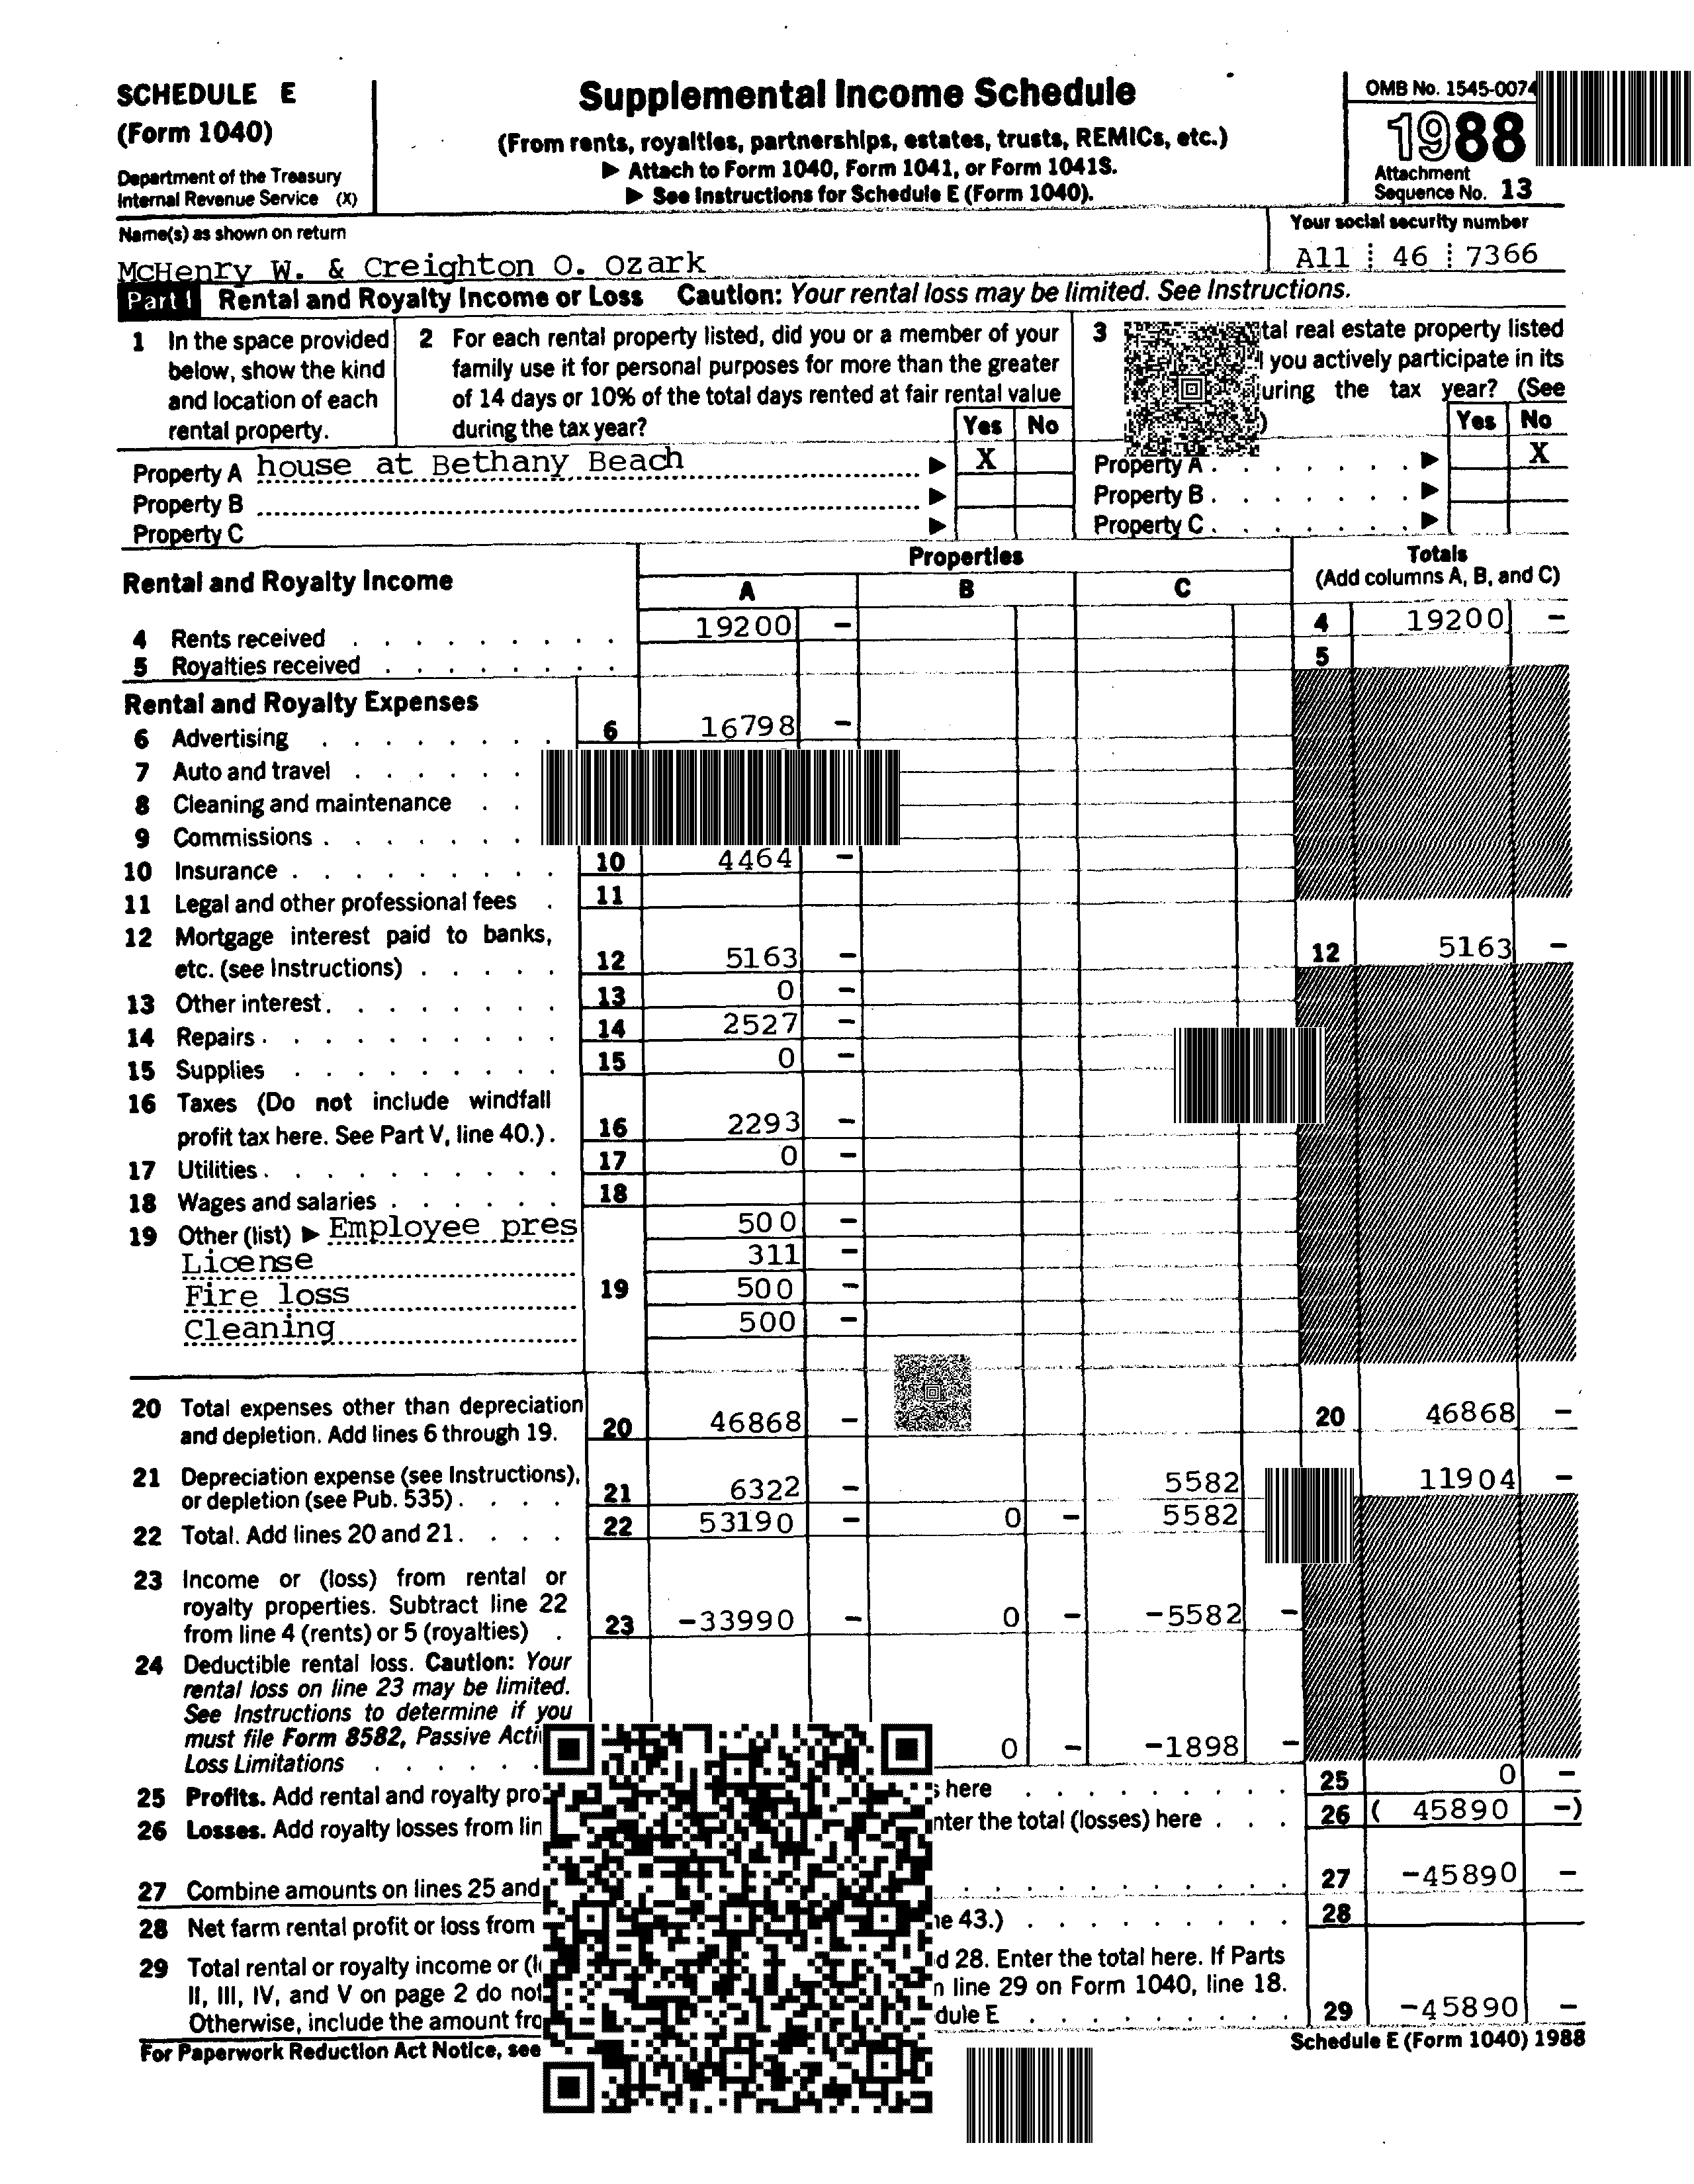 SCHEDULE E
(Form 1040)
Department of the Treasury
Internal Revenue Service (X)
Supplemental Income Schedule
(From rents, royalties, partnerships, estates, trusts, REMICs, etc.)
▶ Attach to Form 1040, Form 1041, or Form 1041S.
▶ See Instructions for Schedule E (Form 1040).
OMB No. 1545-0074
1988
Attachment
Sequence No. 13
Name(s) as shown on return
McHenry W. & Creighton O. Ozark
Your social security number
A11 46 7366
Part I Rental and Royalty Income or Loss Caution: Your rental loss may be limited. See Instructions.
1 In the space provided
below, show the kind
and location of each
rental property.
2 For each rental property listed, did you or a member of your
family use it for personal purposes for more than the greater
of 14 days or 10% of the total days rented at fair rental value
during the tax year?
Yes No
3 tal real estate property listed
you actively participate in its
uring the tax year? (See
)
Yes No
Property A house at Bethany Beach ▶ X
Property B ▶
Property C ▶
Property A . . . . . . . ▶ X
Property B . . . . . . . ▶
Property C . . . . . . . ▶
Rental and Royalty Income
Properties
A B C
Totals
(Add columns A, B, and C)
4 Rents received . . . . . . . . . 19200 - 4 19200 -
5 Royalties received . . . . . . . . 5
Rental and Royalty Expenses
6 Advertising . . . . . . . . 6 16798 -
7 Auto and travel . . . . . .
8 Cleaning and maintenance . .
9 Commissions . . . . . . .
10 Insurance . . . . . . . . . 10 4464 -
11 Legal and other professional fees . 11
12 Mortgage interest paid to banks,
etc. (see Instructions) . . . . . 12 5163 - 12 5163 -
13 Other interest . . . . . . . . 13 0 -
14 Repairs . . . . . . . . . . 14 2527 -
15 Supplies . . . . . . . . . 15 0 -
16 Taxes (Do not include windfall
profit tax here. See Part V, line 40.) . 16 2293 -
17 Utilities . . . . . . . . . . 17 0 -
18 Wages and salaries . . . . . . 18
19 Other (list) ▶ Employee pres 500 -
License 311 -
Fire loss 19 500 -
Cleaning 500 -
20 Total expenses other than depreciation
and depletion. Add lines 6 through 19. 20 46868 - 20 46868 -
21 Depreciation expense (see Instructions),
or depletion (see Pub. 535) . . . . 21 6322 - 5582 11904 -
22 Total. Add lines 20 and 21 . . . . 22 53190 - 0 - 5582
23 Income or (loss) from rental or
royalty properties. Subtract line 22
from line 4 (rents) or 5 (royalties) . 23 -33990 - 0 - -5582 -
24 Deductible rental loss. Caution: Your
rental loss on line 23 may be limited.
See Instructions to determine if you
must file Form 8582, Passive Acti
Loss Limitations . . . . . . 0 - -1898 -
25 Profits. Add rental and royalty pro s here . . . . . . . . . 25 0 -
26 Losses. Add royalty losses from lin nter the total (losses) here . . . 26 ( 45890 -)
27 Combine amounts on lines 25 and . . . . . . . . . . . . 27 -45890 -
28 Net farm rental profit or loss from ne 43.) . . . . . . . . . 28
29 Total rental or royalty income or (l d 28. Enter the total here. If Parts
II, III, IV, and V on page 2 do not n line 29 on Form 1040, line 18.
Otherwise, include the amount fro dule E . . . . . . . . . 29 -45890 -
For Paperwork Reduction Act Notice, see
Schedule E (Form 1040) 1988